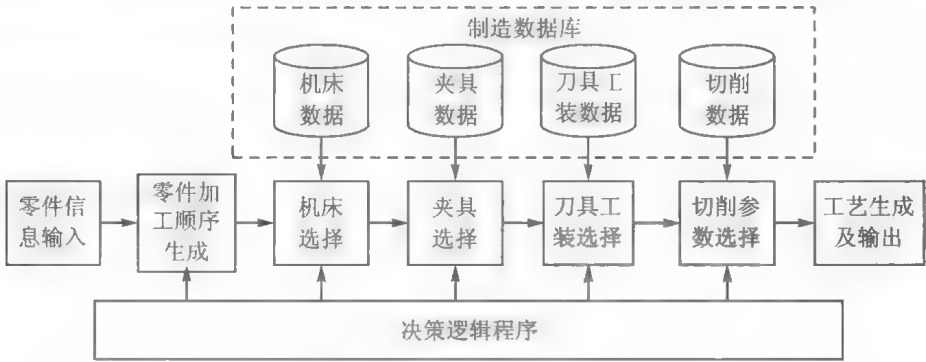 制造数据库
机床
数据
夹具
数据
刀具工
装数据
切削
数据
零件信
息输入
零件加
工顺序
生成
机床
选择
夹具
选择
刀具工
装选择
切削参
数选择
工艺生成
及输出
决策逻辑程序